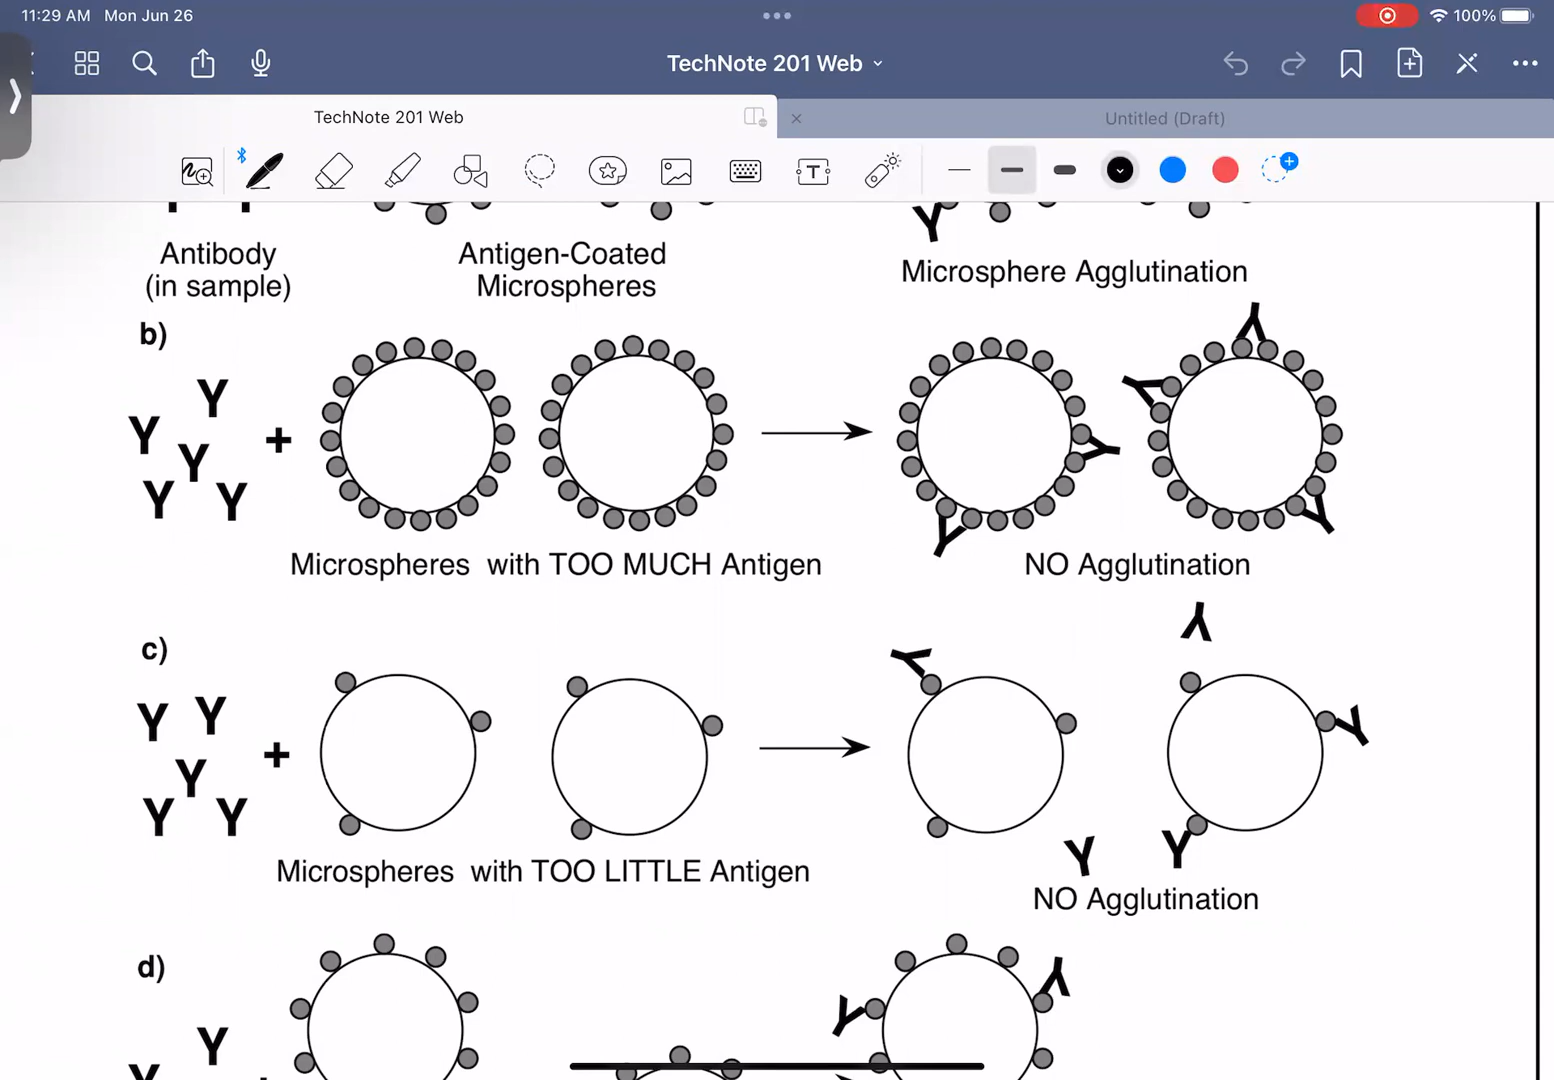 11:29 AM Mon Jun 26
100%
TechNote 201 Web
TechNote 201 Web
Untitled (Draft)
T
Antibody
(in sample)
Antigen-Coated
Microspheres
Microsphere Agglutination
b)
+
Microspheres with TOO MUCH Antigen
NO Agglutination
c)
+
Microspheres with TOO LITTLE Antigen
NO Agglutination
d)